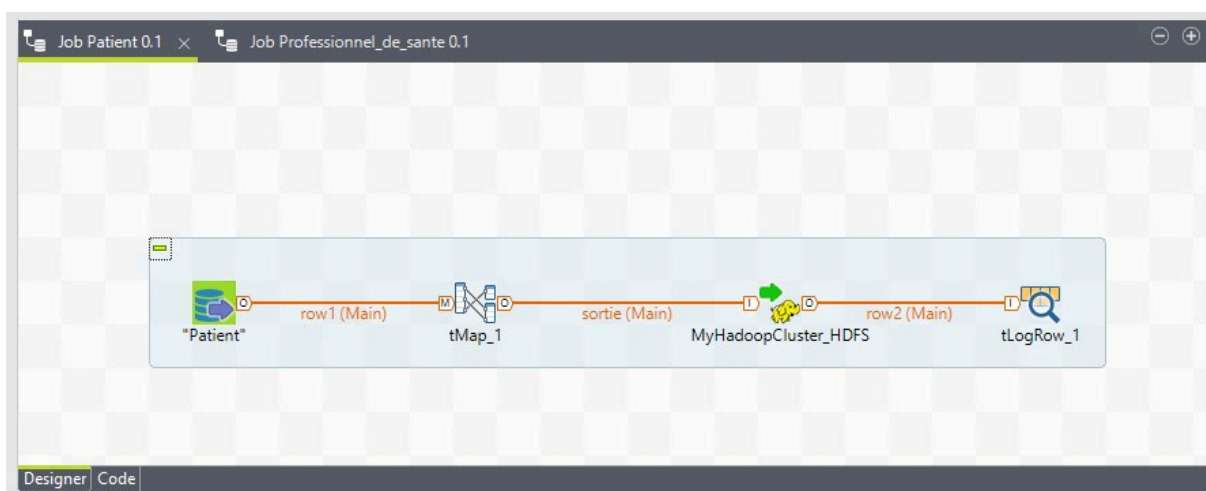 Job Patient 0.1 Job Professionnel_de_sante 0.1
O row1 (Main) M O sortie (Main) I O row2 (Main) I
"Patient" tMap_1 MyHadoopCluster_HDFS tLogRow_1
Designer Code